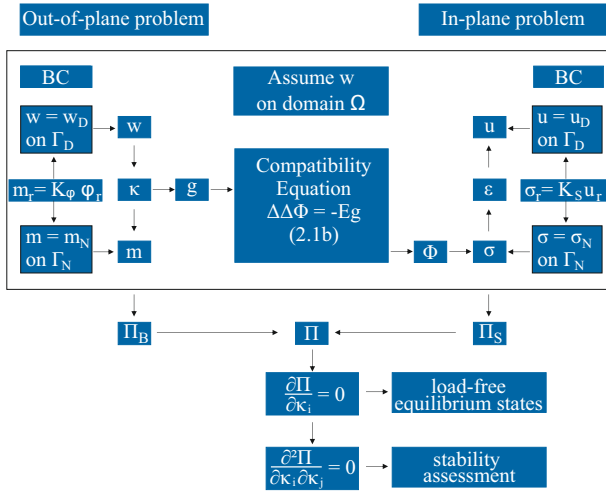 Out-of-plane problem
In-plane problem
BC
Assume w
on domain Ω
BC
w = w_D
on Γ_D
w
u
u = u_D
on Γ_D
m_r = K_φ φ_r
κ
g
Compatibility
Equation
ΔΔΦ = -Eg
(2.1b)
ε
σ_r = K_S u_r
m = m_N
on Γ_N
m
Φ
σ
σ = σ_N
on Γ_N
Π_B
Π
Π_S
∂Π/∂κ_i = 0
load-free
equilibrium states
∂²Π/∂κ_i∂κ_j = 0
stability
assessment